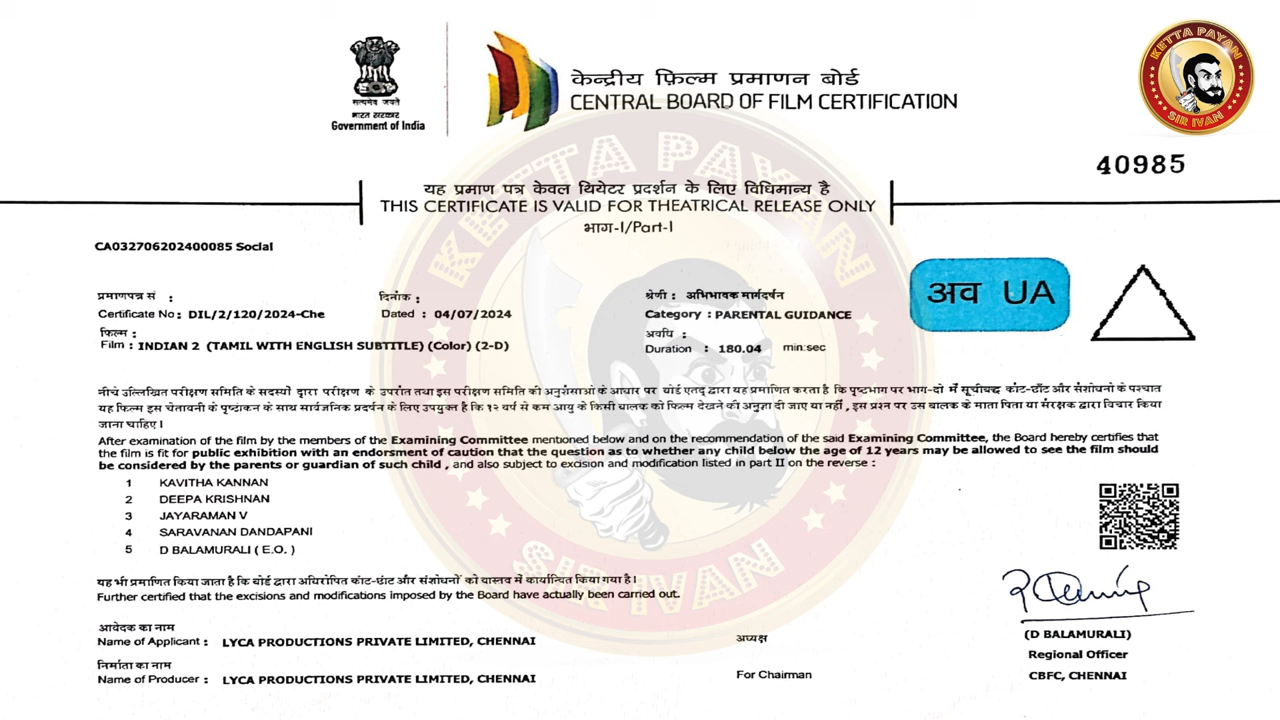 सत्यमेव जयते
भारत सरकार
Government of India
केन्द्रीय फ़िल्म प्रमाणन बोर्ड
CENTRAL BOARD OF FILM CERTIFICATION
KETTA PAYAN
SIR IVAN
40985
यह प्रमाण पत्र केवल थियेटर प्रदर्शन के लिए विधिमान्य है
THIS CERTIFICATE IS VALID FOR THEATRICAL RELEASE ONLY
भाग-I/Part-I
CA032706202400085 Social
अव UA
प्रमाणपत्र सं :
Certificate No : DIL/2/120/2024-Che
दिनांक :
Dated : 04/07/2024
श्रेणी : अभिभावक मार्गदर्षन
Category : PARENTAL GUIDANCE
फिल्म :
Film : INDIAN 2 (TAMIL WITH ENGLISH SUBTITLE) (Color) (2-D)
अवधि :
Duration : 180.04 min:sec
नीचे उल्लिखित परीक्षण समिति के सदस्यों द्वारा परीक्षण के उपरांत तथा इस परीक्षण समिति की अनुशंसाओं के आधार पर बोर्ड एतद् द्वारा यह प्रमाणित करता है कि पृष्टभाग पर भाग-दो में सूचीबद्ध कांट-छांट और संशोधनों के पश्चात
यह फिल्म इस चेतावनी के पृष्ठांकन के साथ सार्वजनिक प्रदर्षन के लिए उपयुक्त है कि १२ वर्ष से कम आयु के किसी बालक को फिल्म देखने की अनुज्ञा दी जाए या नहीं , इस प्रश्न पर उस बालक के माता पिता या संरक्षक द्वारा विचार किया
जाना चाहिए ।
After examination of the film by the members of the Examining Committee mentioned below and on the recommendation of the said Examining Committee, the Board hereby certifies that
the film is fit for public exhibition with an endorsment of caution that the question as to whether any child below the age of 12 years may be allowed to see the film should
be considered by the parents or guardian of such child , and also subject to excision and modification listed in part II on the reverse :
1 KAVITHA KANNAN
2 DEEPA KRISHNAN
3 JAYARAMAN V
4 SARAVANAN DANDAPANI
5 D BALAMURALI ( E.O. )
यह भी प्रमाणित किया जाता है कि बोर्ड द्वारा अधिरोपित कांट-छांट और संशोधनों को वास्तव में कार्यान्वित किया गया है।
Further certified that the excisions and modifications imposed by the Board have actually been carried out.
आवेदक का नाम
Name of Applicant : LYCA PRODUCTIONS PRIVATE LIMITED, CHENNAI
निर्माता का नाम
Name of Producer : LYCA PRODUCTIONS PRIVATE LIMITED, CHENNAI
अध्यक्ष
For Chairman
(D BALAMURALI)
Regional Officer
CBFC, CHENNAI
KETTA PAYAN
SIR IVAN